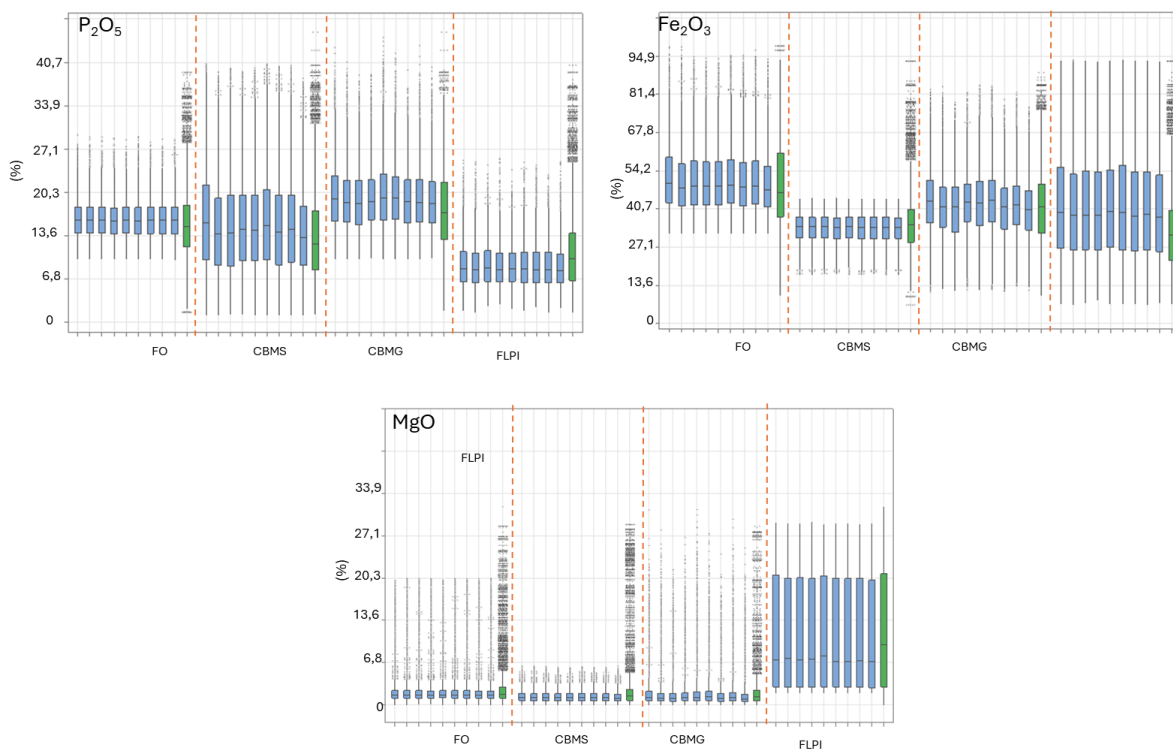 P₂O₅
40,7
33,9
27,1
20,3
13,6
6,8
0
(%)
FO
CBMS
CBMG
FLPI
Fe₂O₃
94,9
81,4
67,8
54,2
40,7
27,1
13,6
0
(%)
FO
CBMS
CBMG
MgO
FLPI
33,9
27,1
20,3
13,6
6,8
0
(%)
FO
CBMS
CBMG
FLPI